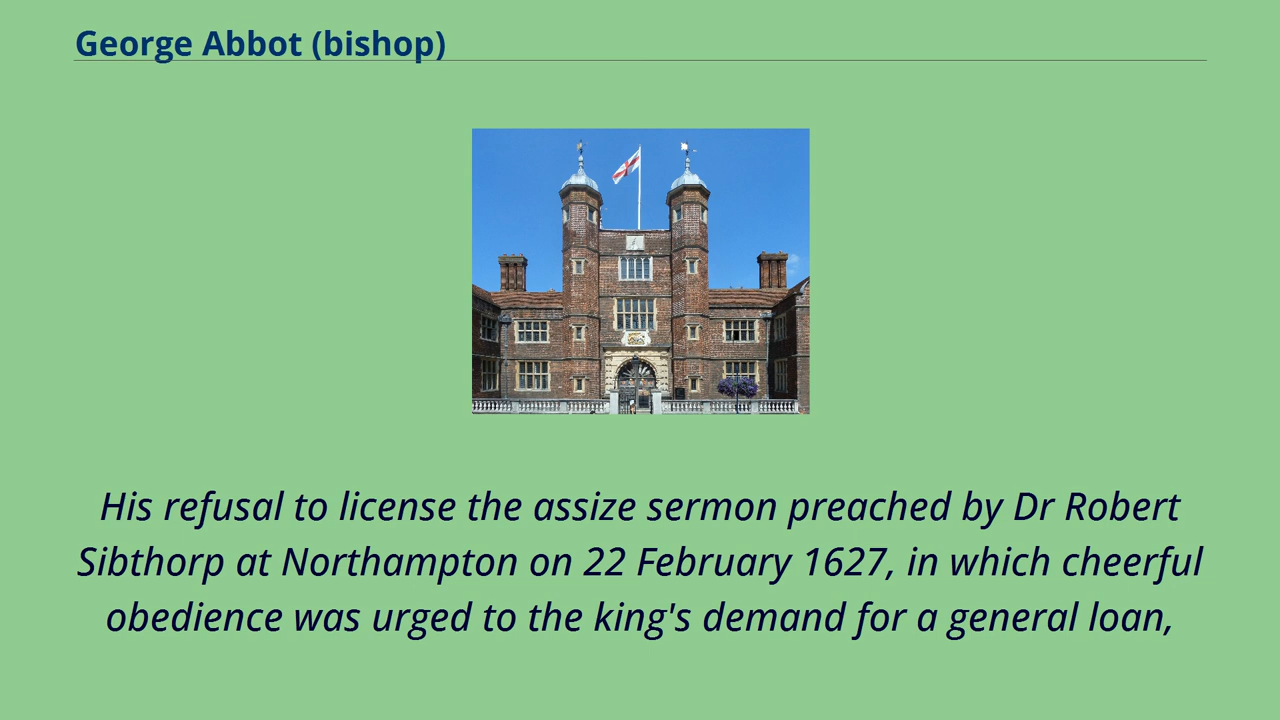 George Abbot (bishop)
His refusal to license the assize sermon preached by Dr Robert
Sibthorp at Northampton on 22 February 1627, in which cheerful
obedience was urged to the king's demand for a general loan,